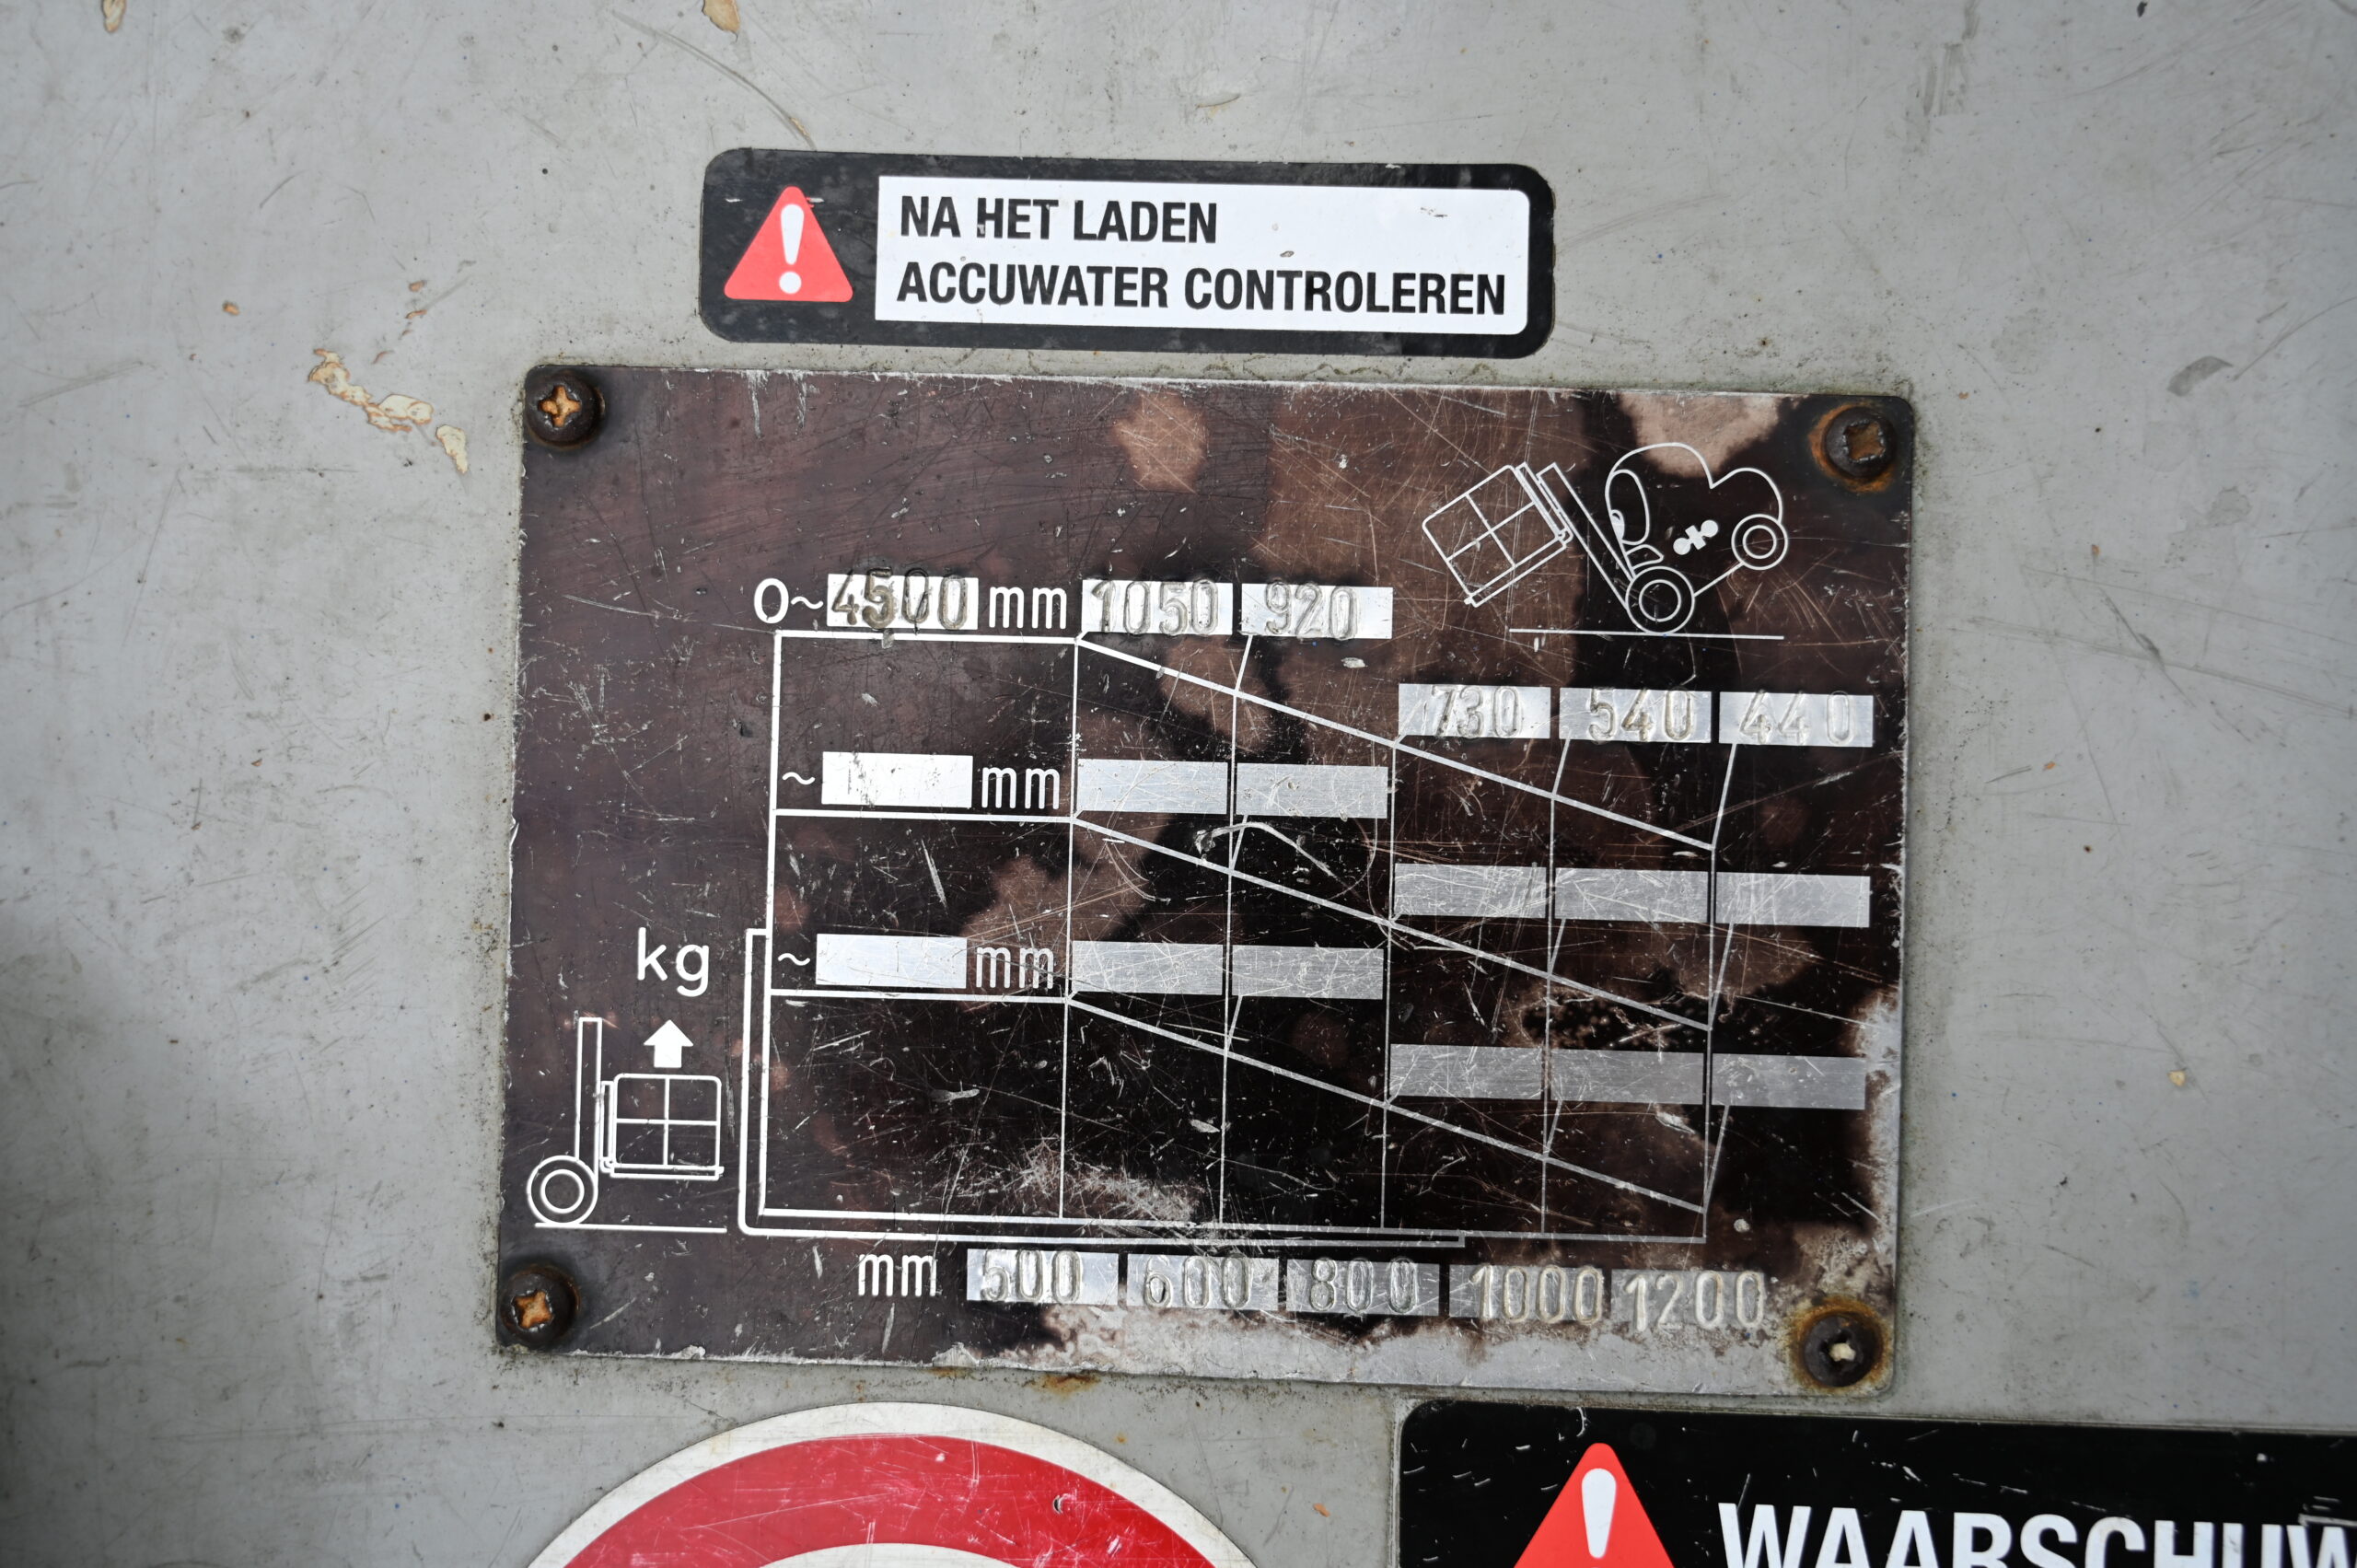 NA HET LADEN
ACCUWATER CONTROLEREN
0~ 4500 mm 1050 920
730 540 440
~ mm
~ mm
kg
mm 500 600 800 1000 1200
WAARSCHUW